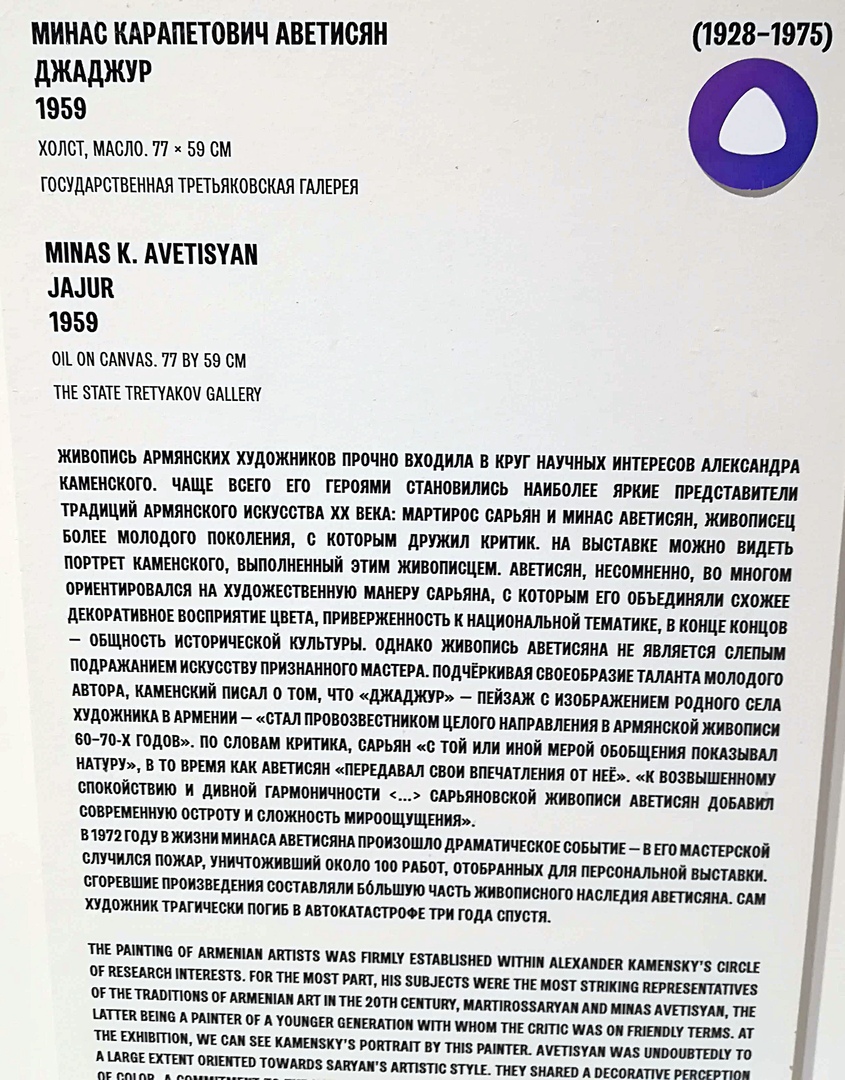 МИНАС КАРАПЕТОВИЧ АВЕТИСЯН (1928–1975)
ДЖАДЖУР
1959
ХОЛСТ, МАСЛО. 77 × 59 СМ
ГОСУДАРСТВЕННАЯ ТРЕТЬЯКОВСКАЯ ГАЛЕРЕЯ
MINAS K. AVETISYAN
JAJUR
1959
OIL ON CANVAS. 77 BY 59 CM
THE STATE TRETYAKOV GALLERY
ЖИВОПИСЬ АРМЯНСКИХ ХУДОЖНИКОВ ПРОЧНО ВХОДИЛА В КРУГ НАУЧНЫХ ИНТЕРЕСОВ АЛЕКСАНДРА
КАМЕНСКОГО. ЧАЩЕ ВСЕГО ЕГО ГЕРОЯМИ СТАНОВИЛИСЬ НАИБОЛЕЕ ЯРКИЕ ПРЕДСТАВИТЕЛИ
ТРАДИЦИЙ АРМЯНСКОГО ИСКУССТВА XX ВЕКА: МАРТИРОС САРЬЯН И МИНАС АВЕТИСЯН, ЖИВОПИСЕЦ
БОЛЕЕ МОЛОДОГО ПОКОЛЕНИЯ, С КОТОРЫМ ДРУЖИЛ КРИТИК. НА ВЫСТАВКЕ МОЖНО ВИДЕТЬ
ПОРТРЕТ КАМЕНСКОГО, ВЫПОЛНЕННЫЙ ЭТИМ ЖИВОПИСЦЕМ. АВЕТИСЯН, НЕСОМНЕННО, ВО МНОГОМ
ОРИЕНТИРОВАЛСЯ НА ХУДОЖЕСТВЕННУЮ МАНЕРУ САРЬЯНА, С КОТОРЫМ ЕГО ОБЪЕДИНЯЛИ СХОЖЕЕ
ДЕКОРАТИВНОЕ ВОСПРИЯТИЕ ЦВЕТА, ПРИВЕРЖЕННОСТЬ К НАЦИОНАЛЬНОЙ ТЕМАТИКЕ, В КОНЦЕ КОНЦОВ
— ОБЩНОСТЬ ИСТОРИЧЕСКОЙ КУЛЬТУРЫ. ОДНАКО ЖИВОПИСЬ АВЕТИСЯНА НЕ ЯВЛЯЕТСЯ СЛЕПЫМ
ПОДРАЖАНИЕМ ИСКУССТВУ ПРИЗНАННОГО МАСТЕРА. ПОДЧЁРКИВАЯ СВОЕОБРАЗИЕ ТАЛАНТА МОЛОДОГО
АВТОРА, КАМЕНСКИЙ ПИСАЛ О ТОМ, ЧТО «ДЖАДЖУР» — ПЕЙЗАЖ С ИЗОБРАЖЕНИЕМ РОДНОГО СЕЛА
ХУДОЖНИКА В АРМЕНИИ — «СТАЛ ПРОВОЗВЕСТНИКОМ ЦЕЛОГО НАПРАВЛЕНИЯ В АРМЯНСКОЙ ЖИВОПИСИ
60–70-Х ГОДОВ». ПО СЛОВАМ КРИТИКА, САРЬЯН «С ТОЙ ИЛИ ИНОЙ МЕРОЙ ОБОБЩЕНИЯ ПОКАЗЫВАЛ
НАТУРУ», В ТО ВРЕМЯ КАК АВЕТИСЯН «ПЕРЕДАВАЛ СВОИ ВПЕЧАТЛЕНИЯ ОТ НЕЁ». «К ВОЗВЫШЕННОМУ
СПОКОЙСТВИЮ И ДИВНОЙ ГАРМОНИЧНОСТИ <...> САРЬЯНОВСКОЙ ЖИВОПИСИ АВЕТИСЯН ДОБАВИЛ
СОВРЕМЕННУЮ ОСТРОТУ И СЛОЖНОСТЬ МИРООЩУЩЕНИЯ».
В 1972 ГОДУ В ЖИЗНИ МИНАСА АВЕТИСЯНА ПРОИЗОШЛО ДРАМАТИЧЕСКОЕ СОБЫТИЕ — В ЕГО МАСТЕРСКОЙ
СЛУЧИЛСЯ ПОЖАР, УНИЧТОЖИВШИЙ ОКОЛО 100 РАБОТ, ОТОБРАННЫХ ДЛЯ ПЕРСОНАЛЬНОЙ ВЫСТАВКИ.
СГОРЕВШИЕ ПРОИЗВЕДЕНИЯ СОСТАВЛЯЛИ БО́ЛЬШУЮ ЧАСТЬ ЖИВОПИСНОГО НАСЛЕДИЯ АВЕТИСЯНА. САМ
ХУДОЖНИК ТРАГИЧЕСКИ ПОГИБ В АВТОКАТАСТРОФЕ ТРИ ГОДА СПУСТЯ.
THE PAINTING OF ARMENIAN ARTISTS WAS FIRMLY ESTABLISHED WITHIN ALEXANDER KAMENSKY'S CIRCLE
OF RESEARCH INTERESTS. FOR THE MOST PART, HIS SUBJECTS WERE THE MOST STRIKING REPRESENTATIVES
OF THE TRADITIONS OF ARMENIAN ART IN THE 20TH CENTURY, MARTIROSSARYAN AND MINAS AVETISYAN, THE
LATTER BEING A PAINTER OF A YOUNGER GENERATION WITH WHOM THE CRITIC WAS ON FRIENDLY TERMS. AT
THE EXHIBITION, WE CAN SEE KAMENSKY'S PORTRAIT BY THIS PAINTER. AVETISYAN WAS UNDOUBTEDLY TO
A LARGE EXTENT ORIENTED TOWARDS SARYAN'S ARTISTIC STYLE. THEY SHARED A DECORATIVE PERCEPTION
OF COLOR, A COMMITMENT TO